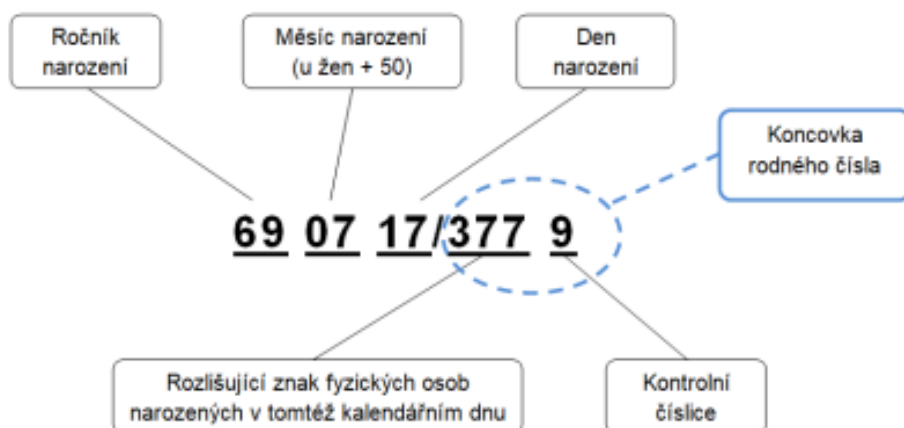 Ročník
narození
Měsíc narození
(u žen + 50)
Den
narození
Koncovka
rodného čísla
69 07 17/377 9
Rozlišující znak fyzických osob
narozených v tomtéž kalendářním dnu
Kontrolní
číslice